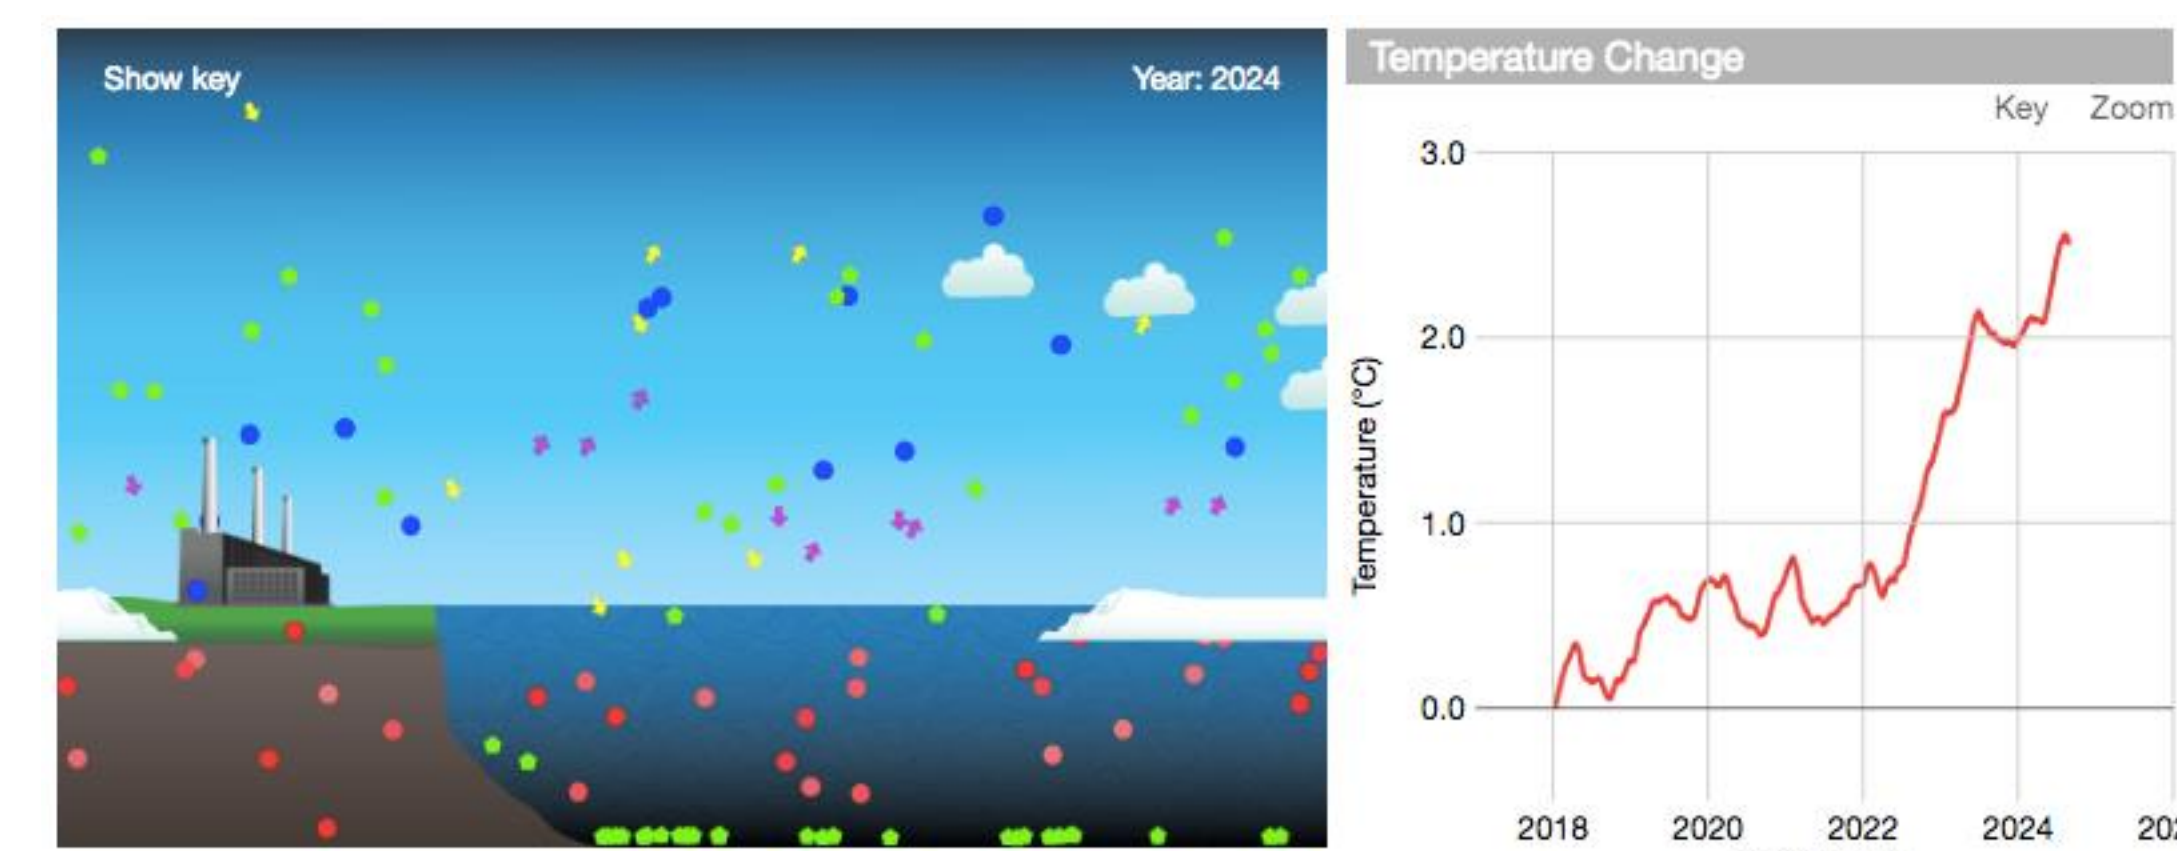 Show key
Year: 2024
Temperature Change
Key
Zoom
3.0
2.0
1.0
0.0
Temperature (°C)
2018
2020
2022
2024